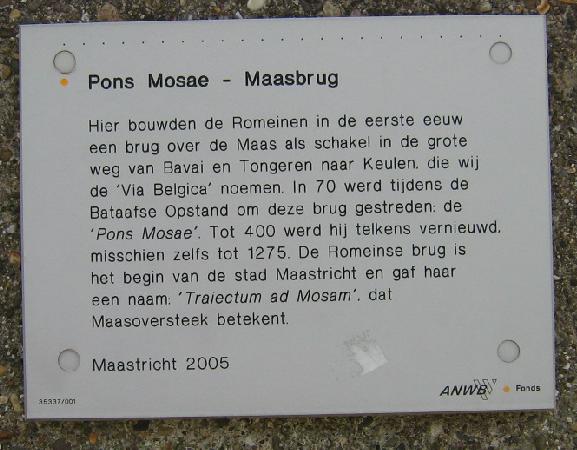 Pons Mosae - Maasbrug
Hier bouwden de Romeinen in de eerste eeuw
een brug over de Maas als schakel in de grote
weg van Bavai en Tongeren naar Keulen, die wij
de 'Via Belgica' noemen. In 70 werd tijdens de
Bataafse Opstand om deze brug gestreden: de
'Pons Mosae'. Tot 400 werd hij telkens vernieuwd,
misschien zelfs tot 1275. De Romeinse brug is
het begin van de stad Maastricht en gaf haar
een naam: 'Traiectum ad Mosam', dat
Maasoversteek betekent.
Maastricht 2005
35337/001
ANWB Fonds